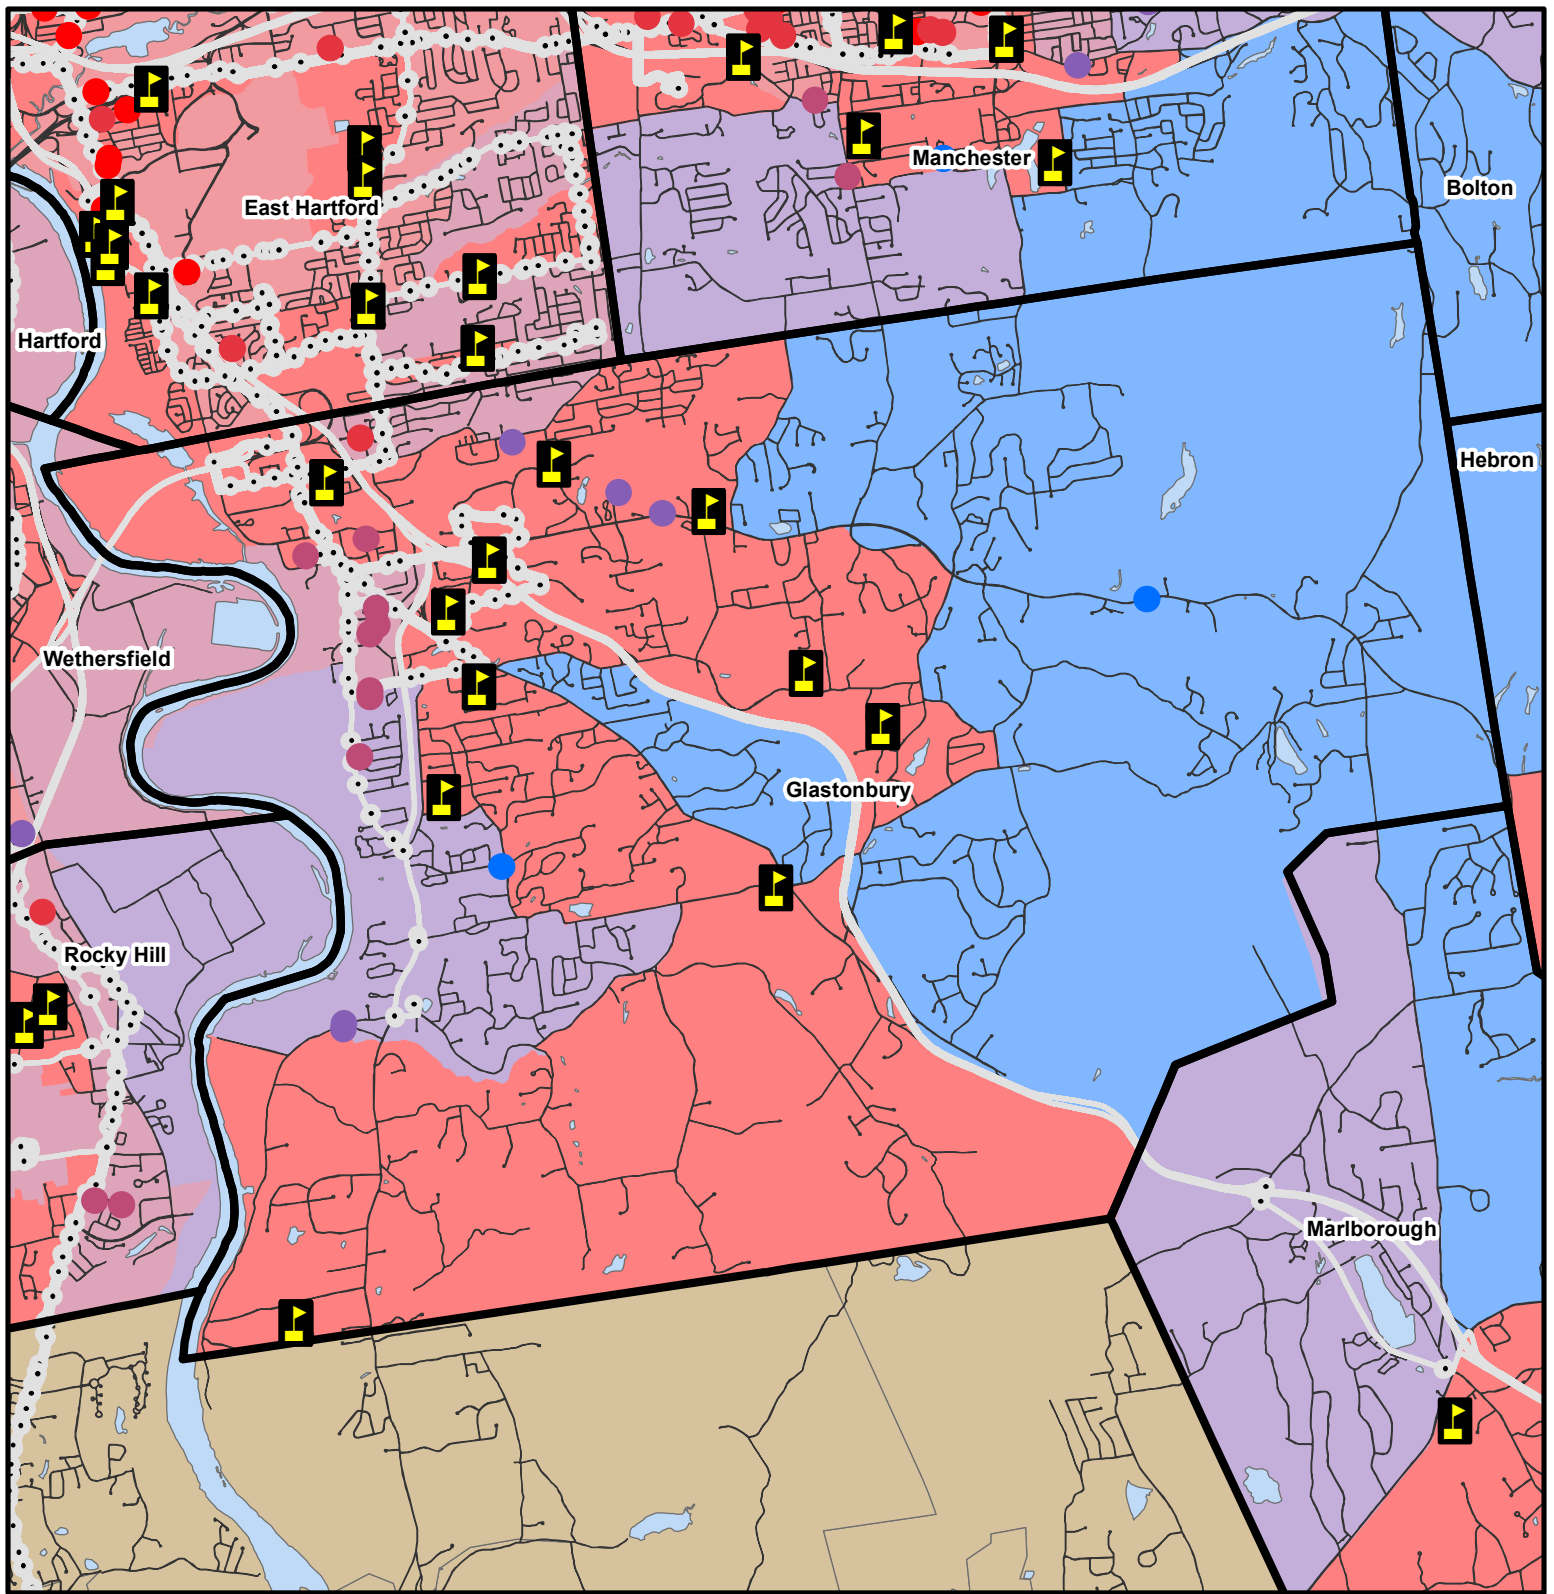 Manchester
Bolton
East Hartford
Hartford
Hebron
Wethersfield
Glastonbury
Rocky Hill
Marlborough